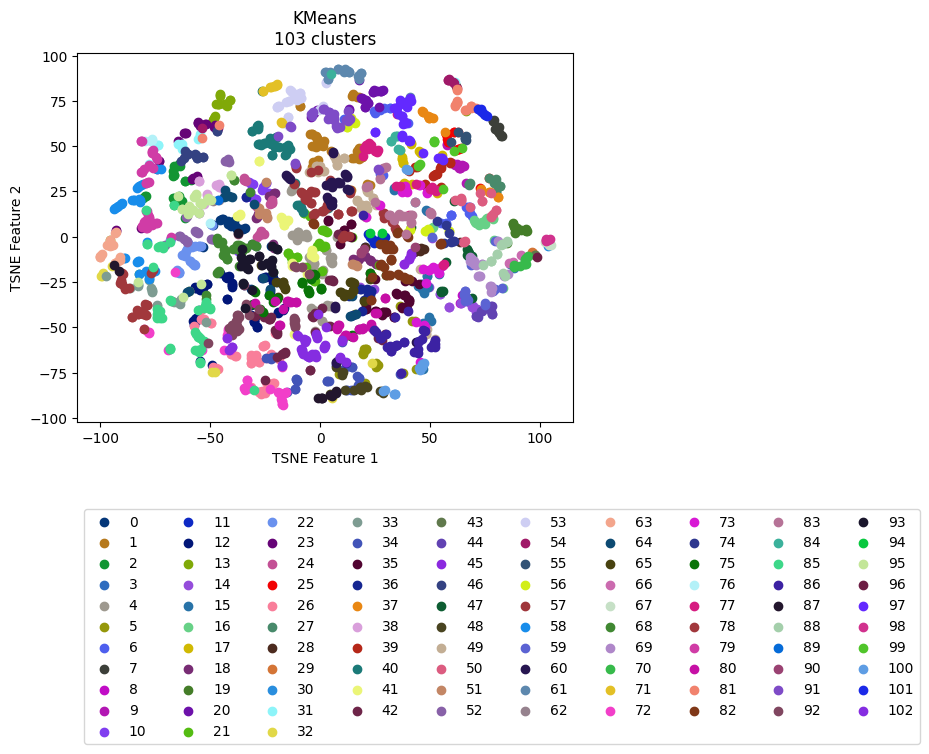 KMeans
103 clusters
100
75
50
25
0
−25
−50
−75
−100
TSNE Feature 2
−100 −50 0 50 100
TSNE Feature 1
0 11 22 33 43 53 63 73 83 93
1 12 23 34 44 54 64 74 84 94
2 13 24 35 45 55 65 75 85 95
3 14 25 36 46 56 66 76 86 96
4 15 26 37 47 57 67 77 87 97
5 16 27 38 48 58 68 78 88 98
6 17 28 39 49 59 69 79 89 99
7 18 29 40 50 60 70 80 90 100
8 19 30 41 51 61 71 81 91 101
9 20 31 42 52 62 72 82 92 102
10 21 32